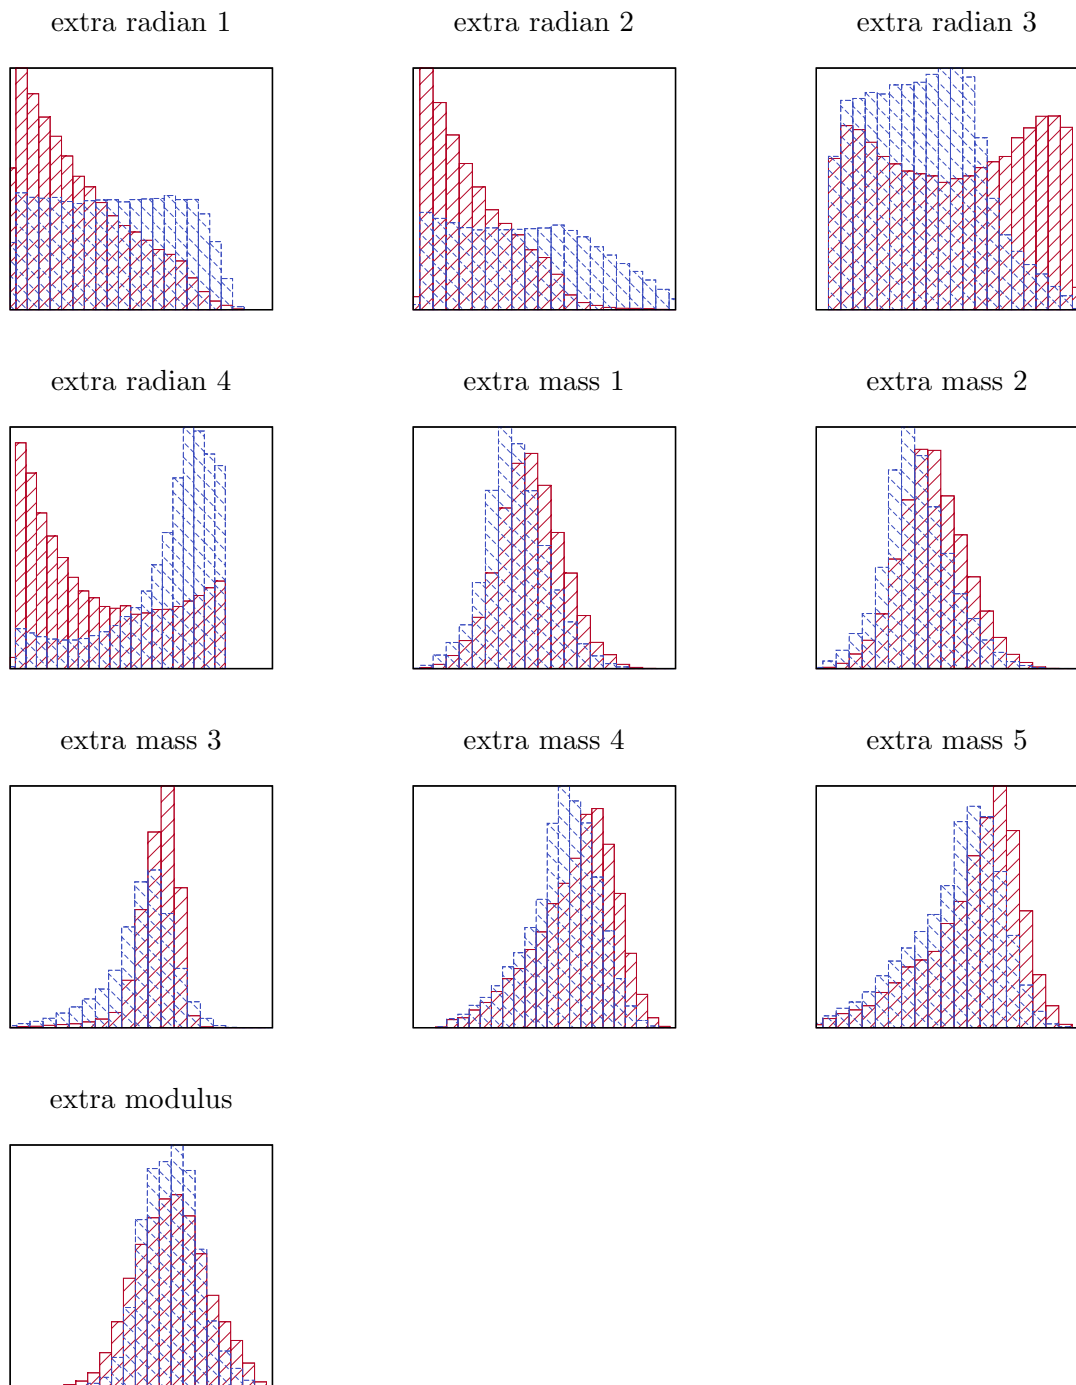 extra radian 1
extra radian 2
extra radian 3
extra radian 4
extra mass 1
extra mass 2
extra mass 3
extra mass 4
extra mass 5
extra modulus